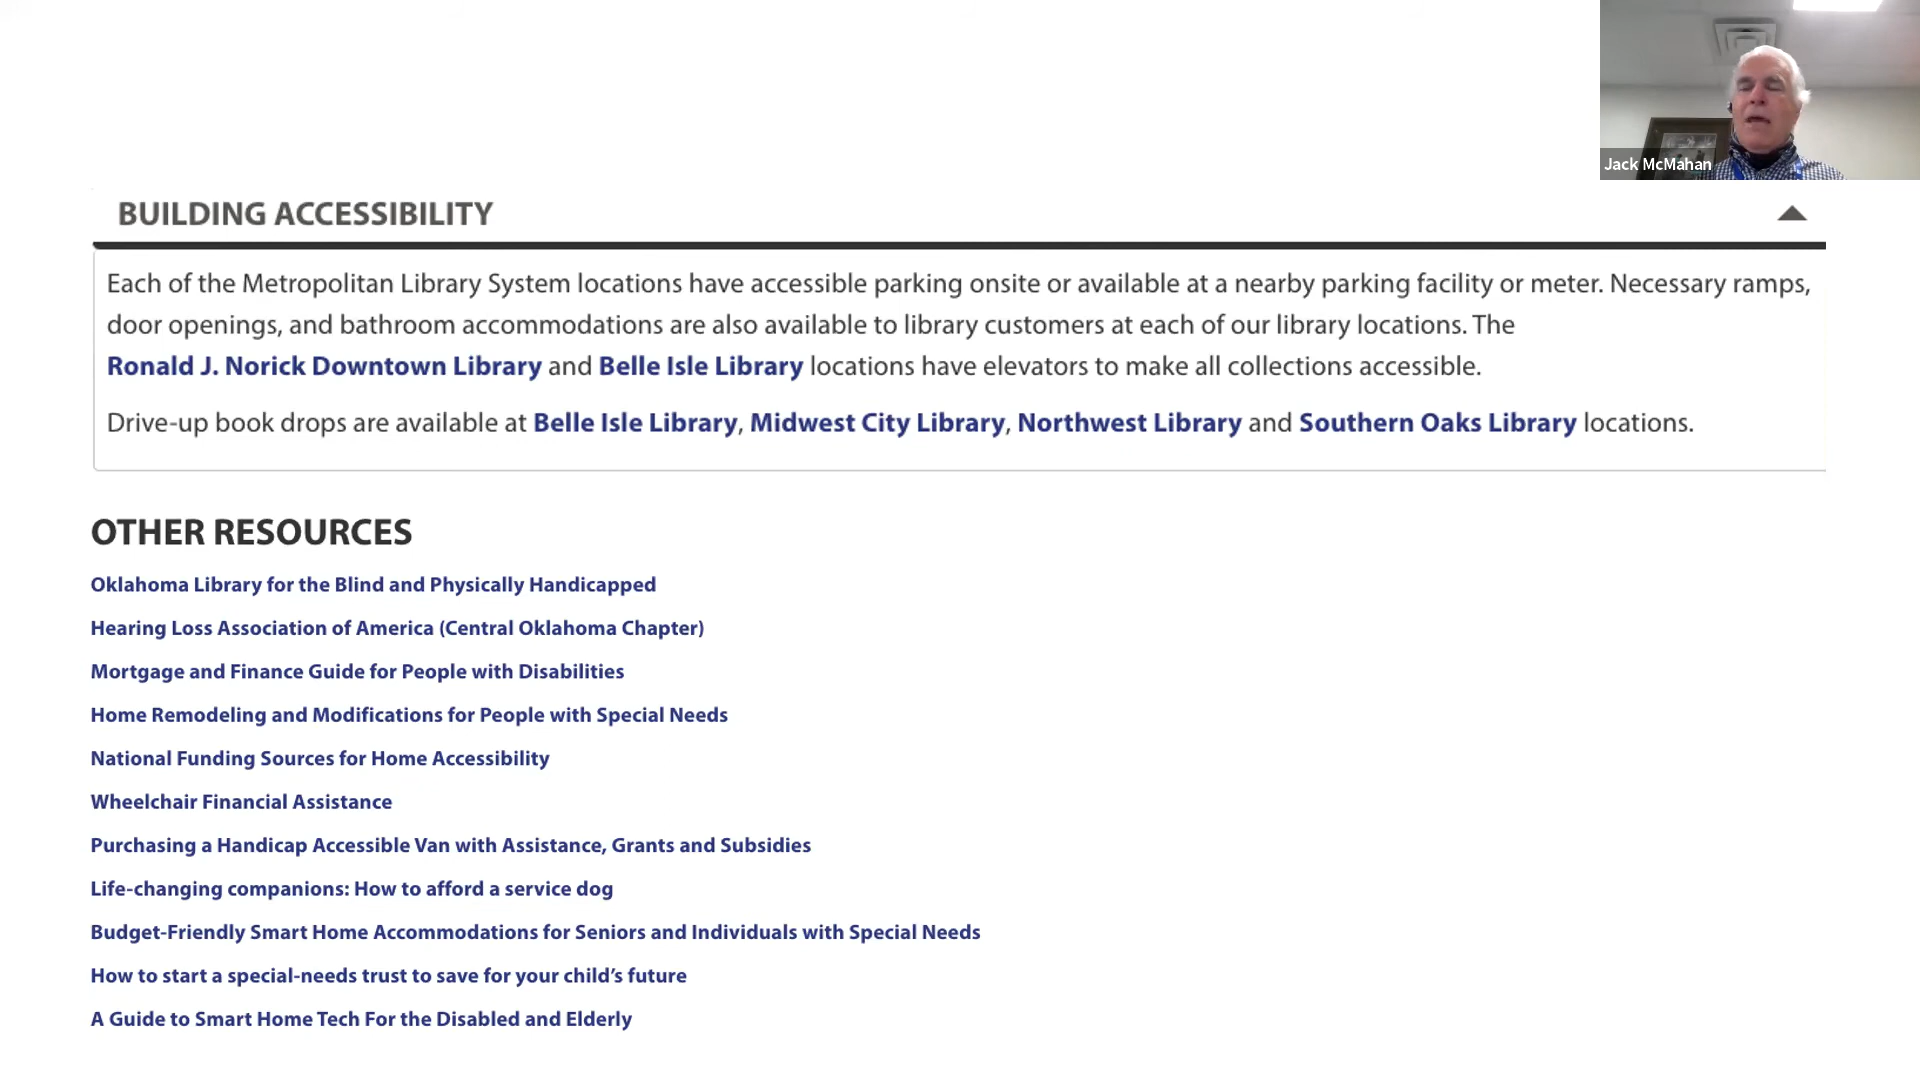 Jack McMahan
BUILDING ACCESSIBILITY
Each of the Metropolitan Library System locations have accessible parking onsite or available at a nearby parking facility or meter. Necessary ramps,
door openings, and bathroom accommodations are also available to library customers at each of our library locations. The
Ronald J. Norick Downtown Library and Belle Isle Library locations have elevators to make all collections accessible.
Drive-up book drops are available at Belle Isle Library, Midwest City Library, Northwest Library and Southern Oaks Library locations.
OTHER RESOURCES
Oklahoma Library for the Blind and Physically Handicapped
Hearing Loss Association of America (Central Oklahoma Chapter)
Mortgage and Finance Guide for People with Disabilities
Home Remodeling and Modifications for People with Special Needs
National Funding Sources for Home Accessibility
Wheelchair Financial Assistance
Purchasing a Handicap Accessible Van with Assistance, Grants and Subsidies
Life-changing companions: How to afford a service dog
Budget-Friendly Smart Home Accommodations for Seniors and Individuals with Special Needs
How to start a special-needs trust to save for your child’s future
A Guide to Smart Home Tech For the Disabled and Elderly